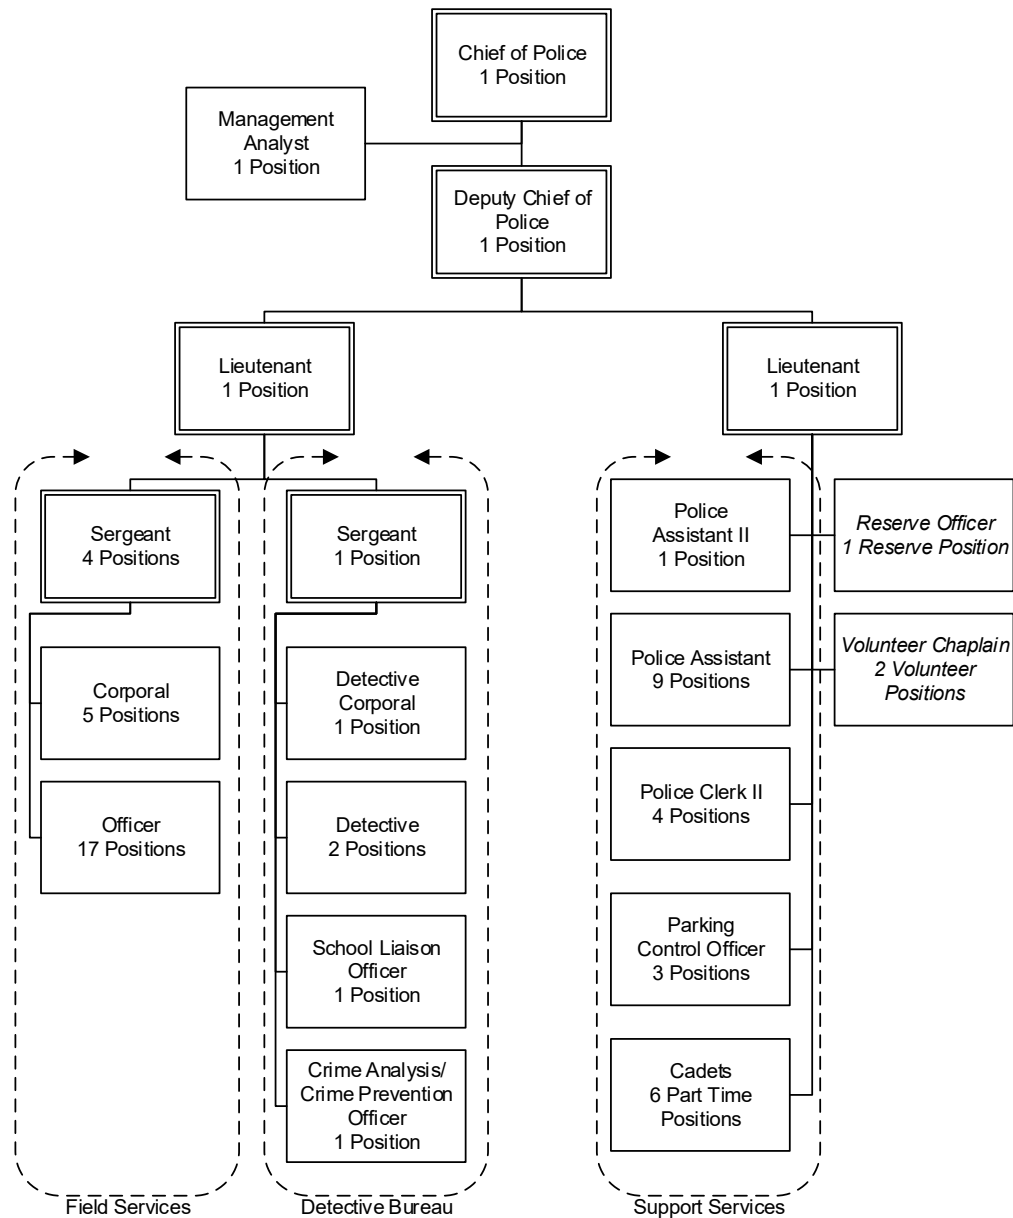 Chief of Police
1 Position
Management
Analyst
1 Position
Deputy Chief of
Police
1 Position
Lieutenant
1 Position
Lieutenant
1 Position
Sergeant
4 Positions
Corporal
5 Positions
Officer
17 Positions
Field Services
Sergeant
1 Position
Detective
Corporal
1 Position
Detective
2 Positions
School Liaison
Officer
1 Position
Crime Analysis/
Crime Prevention
Officer
1 Position
Detective Bureau
Police
Assistant II
1 Position
Reserve Officer
1 Reserve Position
Police Assistant
9 Positions
Volunteer Chaplain
2 Volunteer
Positions
Police Clerk II
4 Positions
Parking
Control Officer
3 Positions
Cadets
6 Part Time
Positions
Support Services